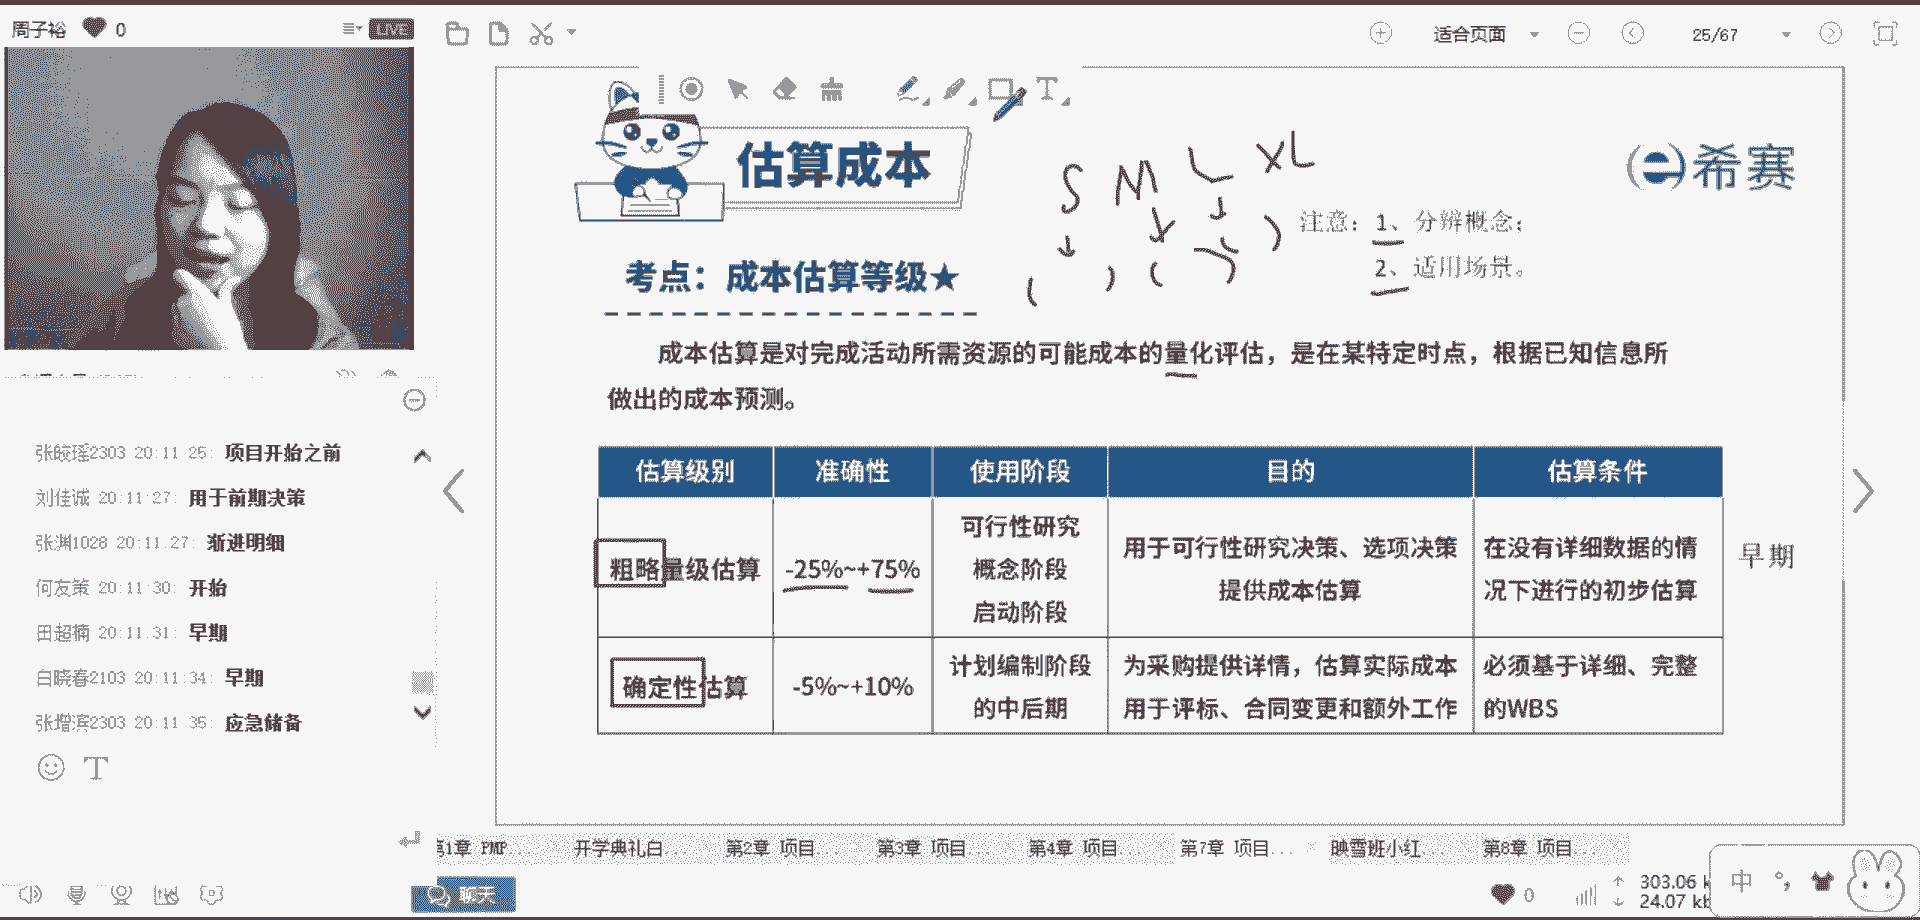 周子裕 0 LIVE
适合页面 25/67
估算成本
S M L XL
希赛
注意：1、分辨概念；
2、适用场景。
考点：成本估算等级★
成本估算是对完成活动所需资源的可能成本的量化评估，是在某特定时点，根据已知信息所
做出的成本预测。
估算级别 准确性 使用阶段 目的 估算条件
粗略量级估算 -25%~+75% 可行性研究
概念阶段
启动阶段 用于可行性研究决策、选项决策
提供成本估算 在没有详细数据的情
况下进行的初步估算 早期
确定性估算 -5%~+10% 计划编制阶段
的中后期 为采购提供详情，估算实际成本
用于评标、合同变更和额外工作 必须基于详细、完整
的WBS
张皎瑶2303 20:11:25: 项目开始之前
刘佳诚 20:11:27: 用于前期决策
张渊1028 20:11:27: 渐进明细
何友策 20:11:30: 开始
田超楠 20:11:31: 早期
白晓春2103 20:11:34: 早期
张增滨2303 20:11:35: 应急储备
第1章 PMP... 开学典礼白... 第2章 项目... 第3章 项目... 第4章 项目... 第7章 项目... 映雪班小红... 第8章 项目...
聊天 0 303.06 k
24.07 kb
中